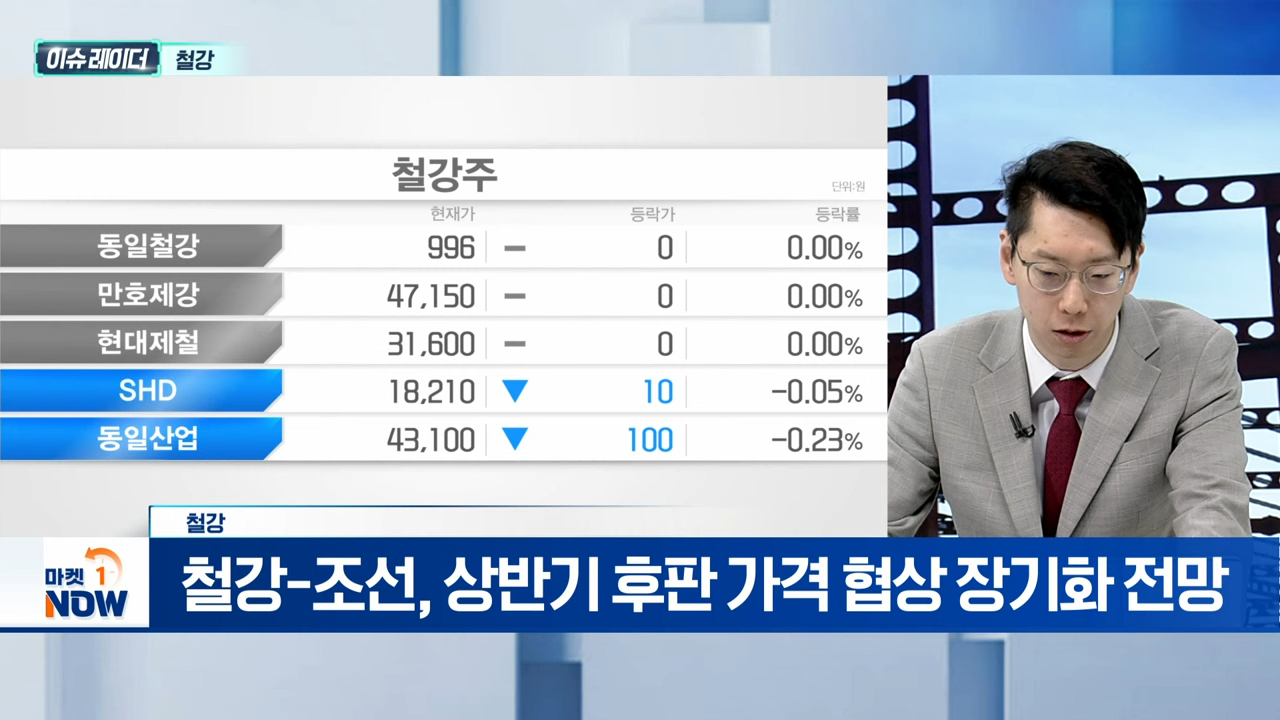 이슈 레이더 철강
철강주
단위:원
현재가 등락가 등락률
동일철강 996 0 0.00%
만호제강 47,150 0 0.00%
현대제철 31,600 0 0.00%
SHD 18,210 ▼ 10 -0.05%
동일산업 43,100 ▼ 100 -0.23%
철강
마켓 1
NOW
철강-조선, 상반기 후판 가격 협상 장기화 전망